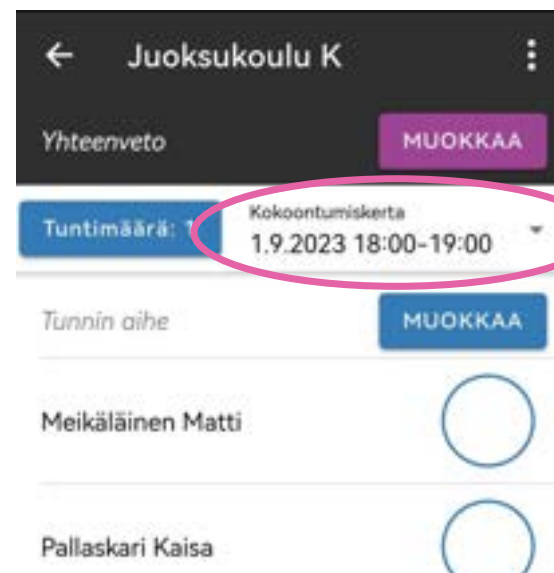 Juoksukoulu K
Yhteenveto MUOKKAA
Tuntimäärä: 1 Kokoontumiskerta
1.9.2023 18:00-19:00
Tunnin aihe MUOKKAA
Meikäläinen Matti
Pallaskari Kaisa